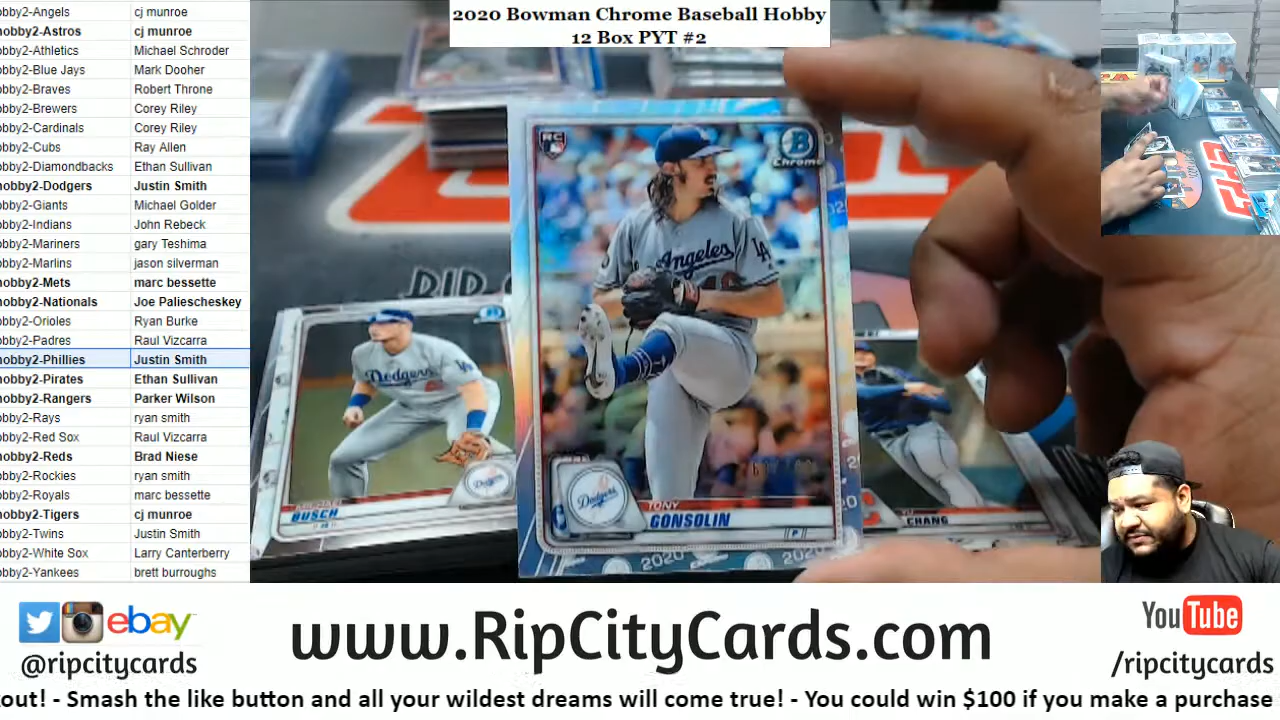 obby2-Angels cj munroe
hobby2-Astros cj munroe
obby2-Athletics Michael Schroder
obby2-Blue Jays Mark Dooher
obby2-Braves Robert Throne
obby2-Brewers Corey Riley
obby2-Cardinals Corey Riley
obby2-Cubs Ray Allen
obby2-Diamondbacks Ethan Sullivan
hobby2-Dodgers Justin Smith
obby2-Giants Michael Golder
obby2-Indians John Rebeck
obby2-Mariners gary Teshima
obby2-Marlins jason silverman
hobby2-Mets marc bessette
hobby2-Nationals Joe Paliescheskey
obby2-Orioles Ryan Burke
obby2-Padres Raul Vizcarra
hobby2-Phillies Justin Smith
hobby2-Pirates Ethan Sullivan
hobby2-Rangers Parker Wilson
obby2-Rays ryan smith
obby2-Red Sox Raul Vizcarra
hobby2-Reds Brad Niese
obby2-Rockies ryan smith
obby2-Royals marc bessette
hobby2-Tigers cj munroe
obby2-Twins Justin Smith
obby2-White Sox Larry Canterberry
obby2-Yankees brett burroughs
2020 Bowman Chrome Baseball Hobby
12 Box PYT #2
RC
B
Chrome
Angeles
LA
Dodgers
TONY
GONSOLIN
P
2020
2020
Dodgers
LA
Dodgers
BUSCH
CHANG
RIP
ebay
@ripcitycards
www.RipCityCards.com
YouTube
/ripcitycards
out! - Smash the like button and all your wildest dreams will come true! - You could win $100 if you make a purchase